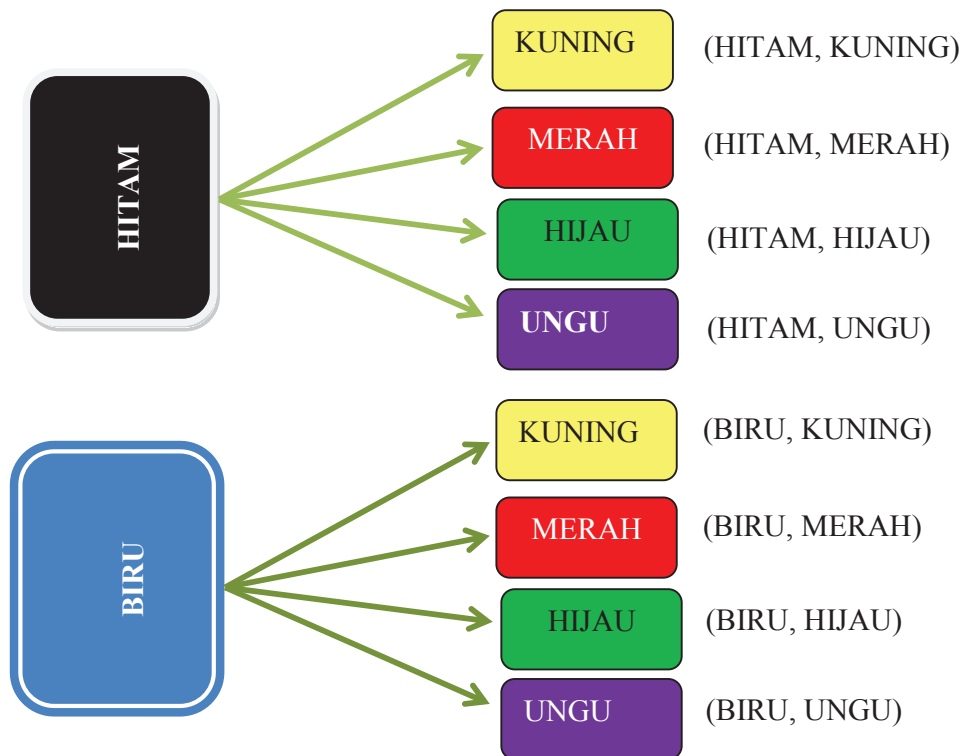 HITAM
KUNING (HITAM, KUNING)
MERAH (HITAM, MERAH)
HIJAU (HITAM, HIJAU)
UNGU (HITAM, UNGU)
BIRU
KUNING (BIRU, KUNING)
MERAH (BIRU, MERAH)
HIJAU (BIRU, HIJAU)
UNGU (BIRU, UNGU)